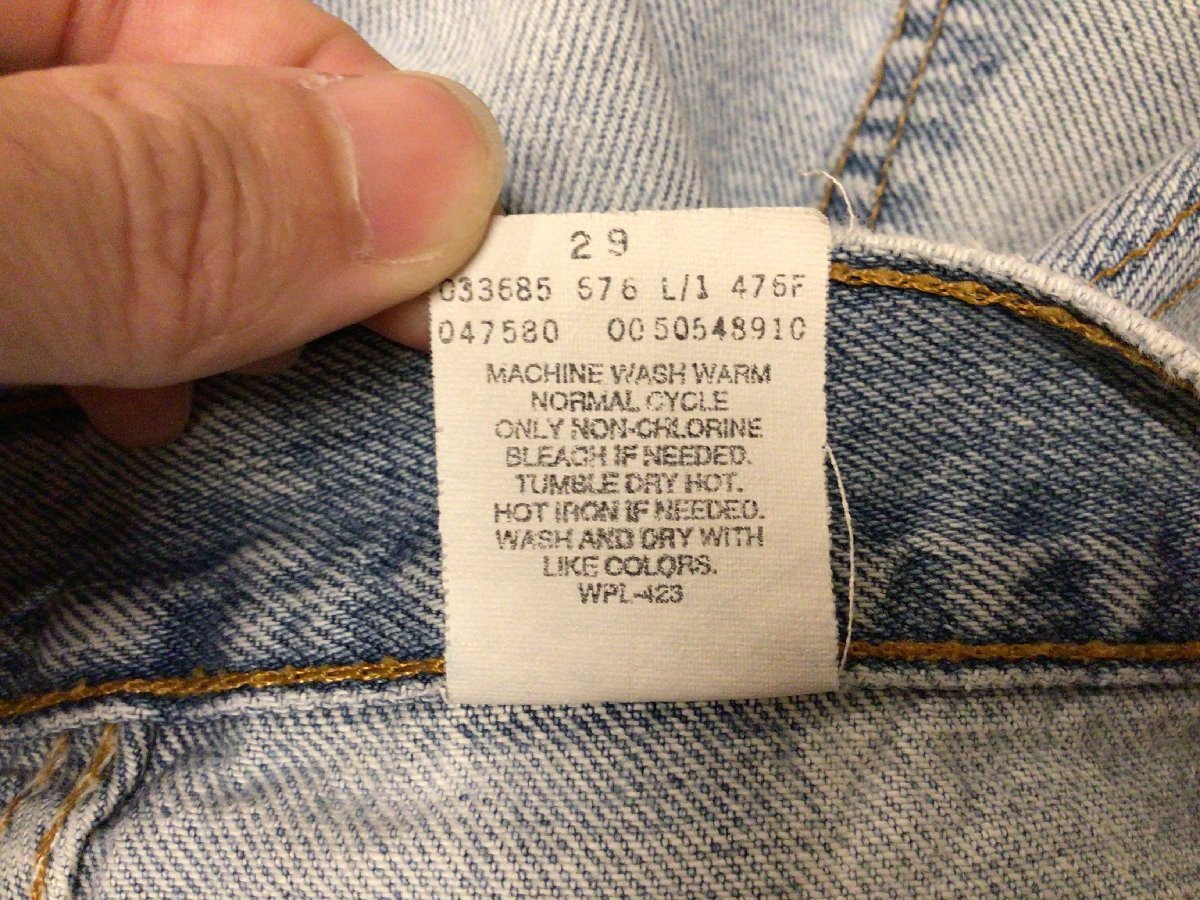 29
033685 676 L/1 476F
047580 0050548910
MACHINE WASH WARM
NORMAL CYCLE
ONLY NON-CHLORINE
BLEACH IF NEEDED.
TUMBLE DRY HOT.
HOT IRON IF NEEDED.
WASH AND DRY WITH
LIKE COLORS.
WPL-423